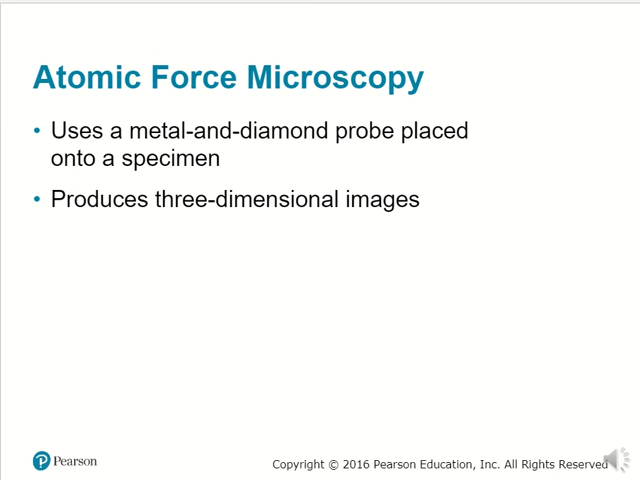 Atomic Force Microscopy
• Uses a metal-and-diamond probe placed
onto a specimen
• Produces three-dimensional images
Pearson
Copyright © 2016 Pearson Education, Inc. All Rights Reserved